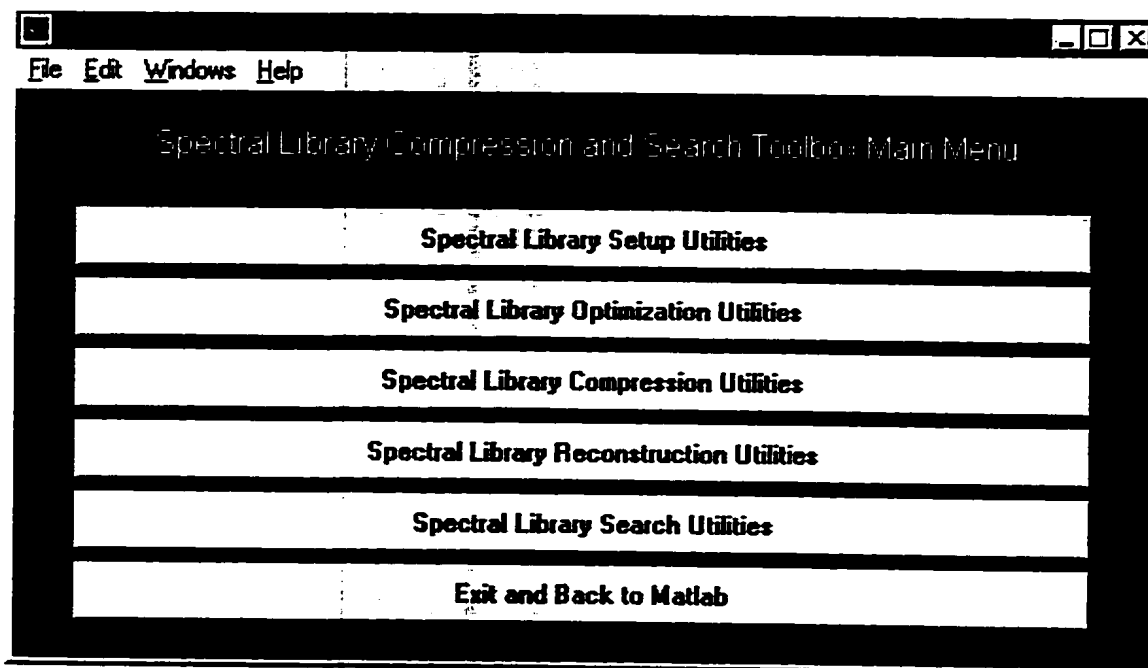 File Edit Windows Help
Spectral Library Compression and Search Toolbox Main Menu
Spectral Library Setup Utilities
Spectral Library Optimization Utilities
Spectral Library Compression Utilities
Spectral Library Reconstruction Utilities
Spectral Library Search Utilities
Exit and Back to Matlab